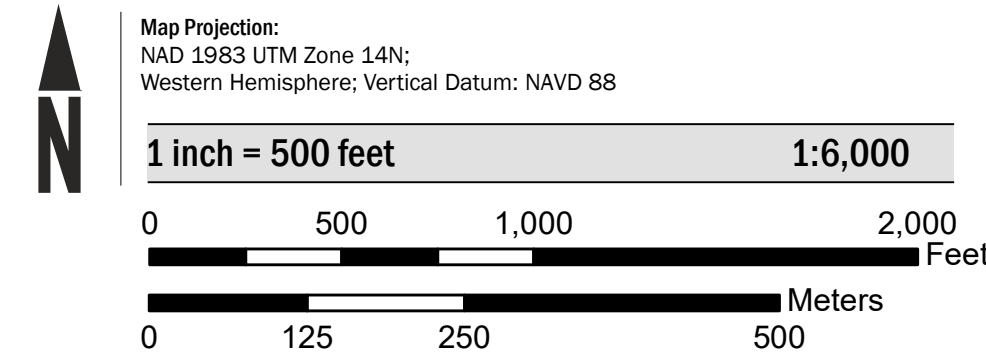 N
Map Projection:
NAD 1983 UTM Zone 14N;
Western Hemisphere; Vertical Datum: NAVD 88
1 inch = 500 feet 1:6,000
0 500 1,000 2,000
Feet
Meters
0 125 250 500